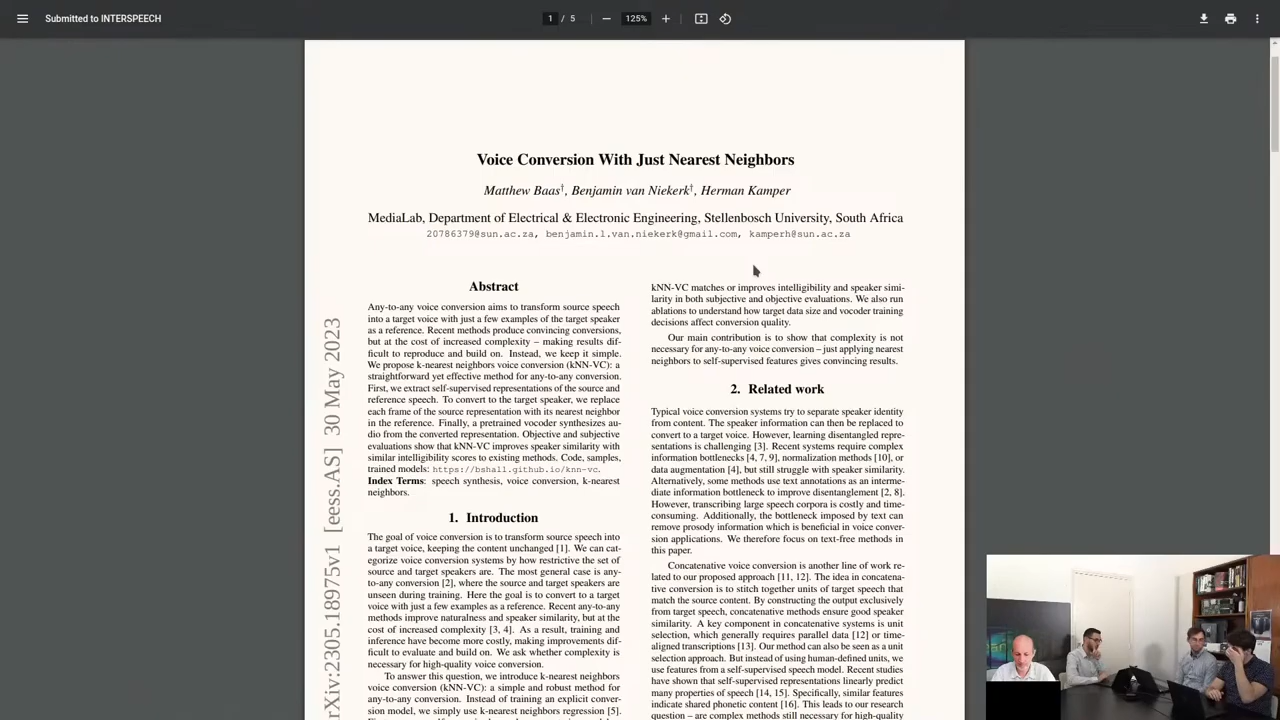 Submitted to INTERSPEECH
1 / 5
125%
Voice Conversion With Just Nearest Neighbors
Matthew Baas†, Benjamin van Niekerk†, Herman Kamper
MediaLab, Department of Electrical & Electronic Engineering, Stellenbosch University, South Africa
20786379@sun.ac.za, benjamin.l.van.niekerk@gmail.com, kamperh@sun.ac.za
rXiv:2305.18975v1 [eess.AS] 30 May 2023
Abstract
Any-to-any voice conversion aims to transform source speech
into a target voice with just a few examples of the target speaker
as a reference. Recent methods produce convincing conversions,
but at the cost of increased complexity – making results dif-
ficult to reproduce and build on. Instead, we keep it simple.
We propose k-nearest neighbors voice conversion (kNN-VC): a
straightforward yet effective method for any-to-any conversion.
First, we extract self-supervised representations of the source and
reference speech. To convert to the target speaker, we replace
each frame of the source representation with its nearest neighbor
in the reference. Finally, a pretrained vocoder synthesizes au-
dio from the converted representation. Objective and subjective
evaluations show that kNN-VC improves speaker similarity with
similar intelligibility scores to existing methods. Code, samples,
trained models: https://bshall.github.io/knn-vc.
Index Terms: speech synthesis, voice conversion, k-nearest
neighbors.
1. Introduction
The goal of voice conversion is to transform source speech into
a target voice, keeping the content unchanged [1]. We can cat-
egorize voice conversion systems by how restrictive the set of
source and target speakers are. The most general case is any-
to-any conversion [2], where the source and target speakers are
unseen during training. Here the goal is to convert to a target
voice with just a few examples as a reference. Recent any-to-any
methods improve naturalness and speaker similarity, but at the
cost of increased complexity [3, 4]. As a result, training and
inference have become more costly, making improvements dif-
ficult to evaluate and build on. We ask whether complexity is
necessary for high-quality voice conversion.
To answer this question, we introduce k-nearest neighbors
voice conversion (kNN-VC): a simple and robust method for
any-to-any conversion. Instead of training an explicit conver-
sion model, we simply use k-nearest neighbors regression [5].
kNN-VC matches or improves intelligibility and speaker simi-
larity in both subjective and objective evaluations. We also run
ablations to understand how target data size and vocoder training
decisions affect conversion quality.
Our main contribution is to show that complexity is not
necessary for any-to-any voice conversion – just applying nearest
neighbors to self-supervised features gives convincing results.
2. Related work
Typical voice conversion systems try to separate speaker identity
from content. The speaker information can then be replaced to
convert to a target voice. However, learning disentangled repre-
sentations is challenging [3]. Recent systems require complex
information bottlenecks [4, 7, 9], normalization methods [10], or
data augmentation [4], but still struggle with speaker similarity.
Alternatively, some methods use text annotations as an interme-
diate information bottleneck to improve disentanglement [2, 8].
However, transcribing large speech corpora is costly and time-
consuming. Additionally, the bottleneck imposed by text can
remove prosody information which is beneficial in voice conver-
sion applications. We therefore focus on text-free methods in
this paper.
Concatenative voice conversion is another line of work re-
lated to our proposed approach [11, 12]. The idea in concatena-
tive conversion is to stitch together units of target speech that
match the source content. By constructing the output exclusively
from target speech, concatenative methods ensure good speaker
similarity. A key component in concatenative systems is unit
selection, which generally requires parallel data [12] or time-
aligned transcriptions [13]. Our method can also be seen as a unit
selection approach. But instead of using human-defined units, we
use features from a self-supervised speech model. Recent studies
have shown that self-supervised representations linearly predict
many properties of speech [14, 15]. Specifically, similar features
indicate shared phonetic content [16]. This leads to our research
question – are complex methods still necessary for high-quality